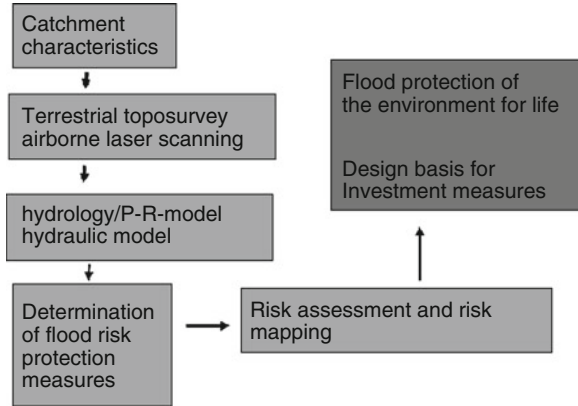 Catchment
characteristics
Terrestrial toposurvey
airborne laser scanning
hydrology/P-R-model
hydraulic model
Determination
of flood risk
protection
measures
Risk assessment and risk
mapping
Flood protection of
the environment for life
Design basis for
Investment measures